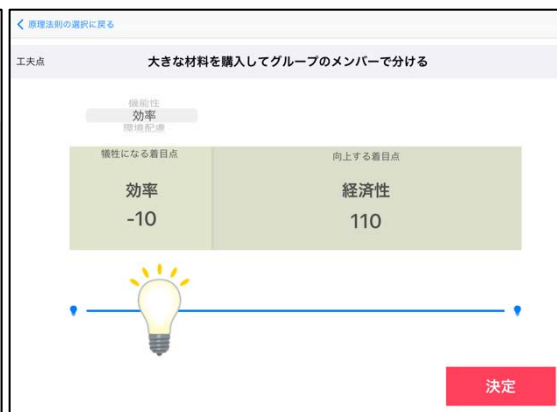 原理法則の選択に戻る
工夫点 大きな材料を購入してグループのメンバーで分ける
機能性
効率
環境配慮
犠牲になる着目点 向上する着目点
効率 経済性
-10 110
決定